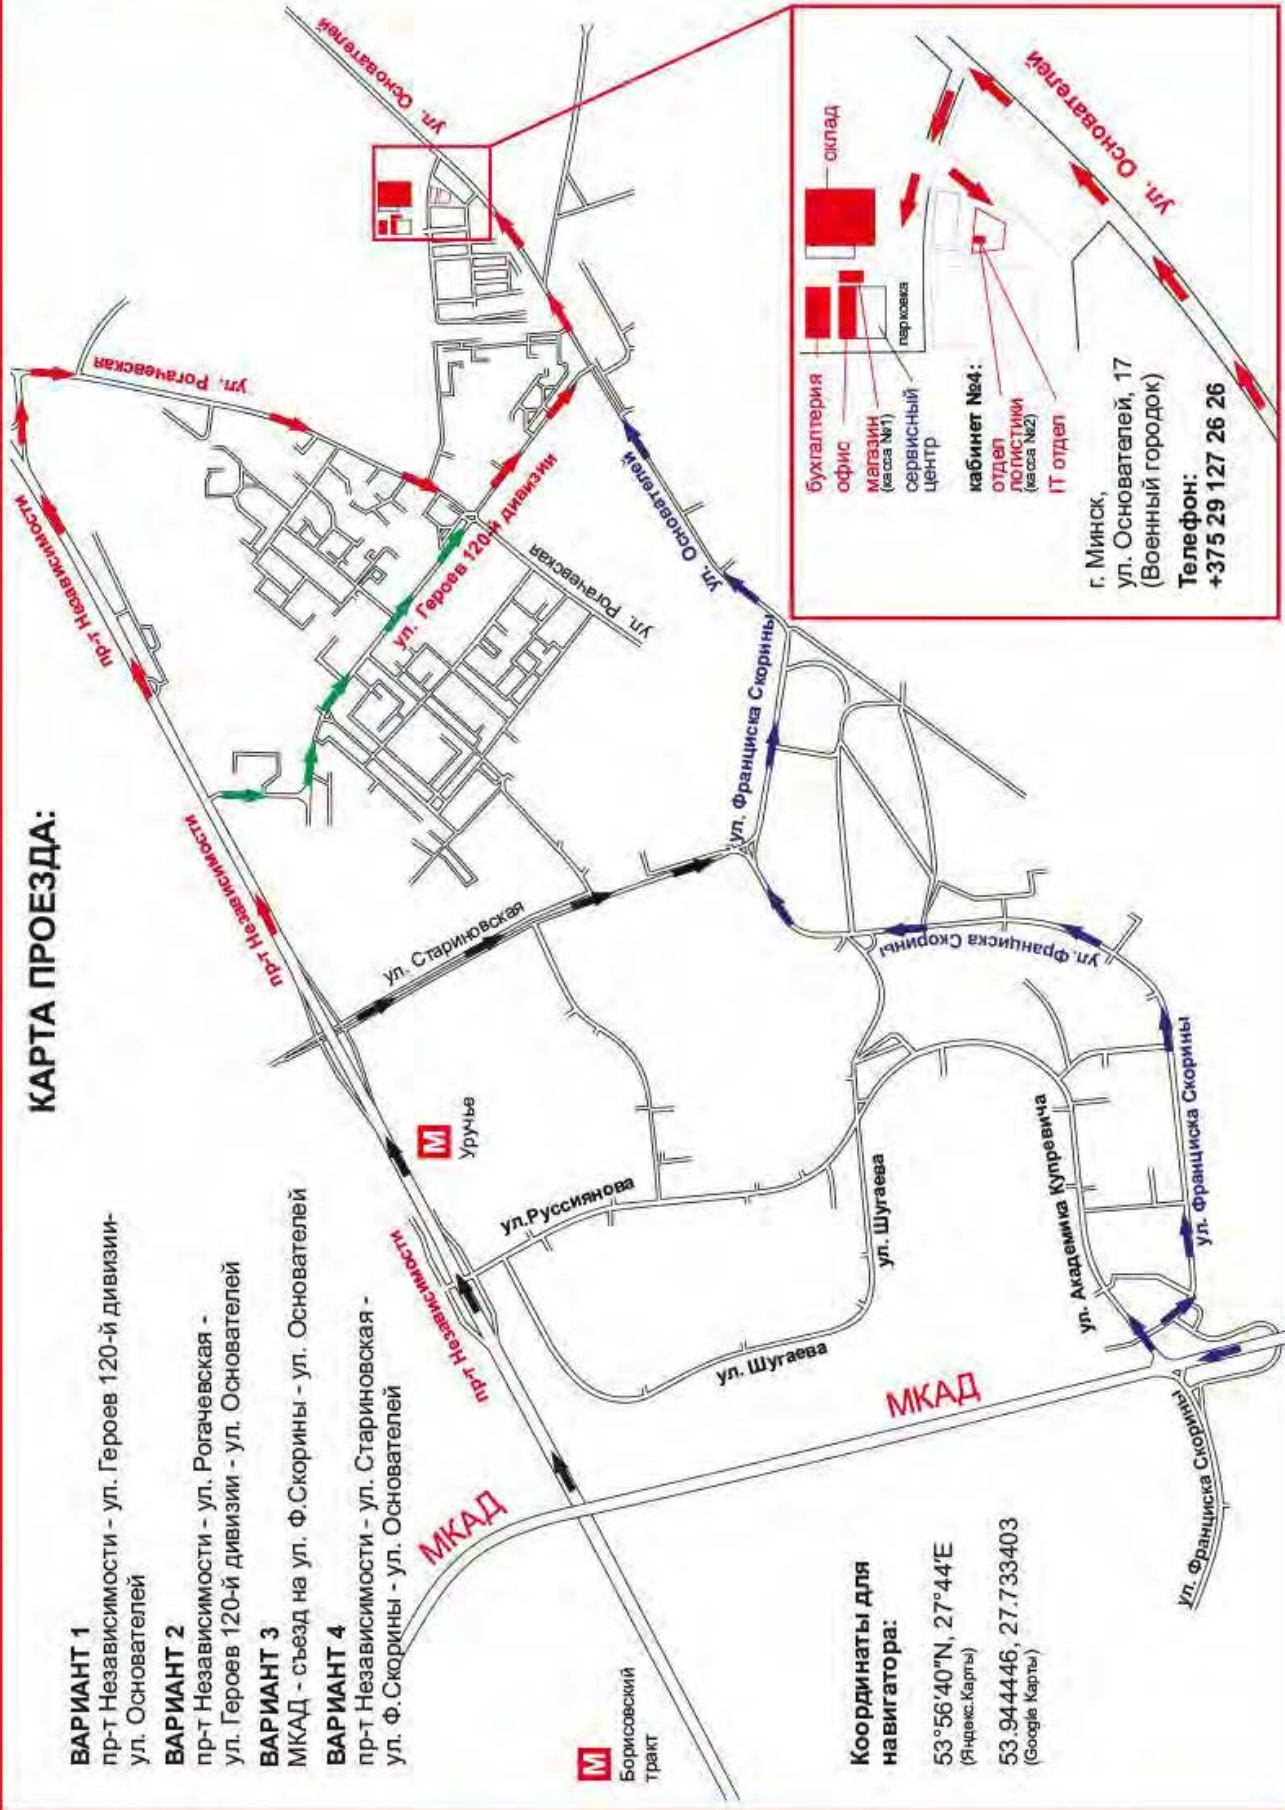 КАРТА ПРОЕЗДА:
ВАРИАНТ 1
пр-т Независимости - ул. Героев 120-й дивизии-
ул. Основателей
ВАРИАНТ 2
пр-т Независимости - ул. Рогачевская -
ул. Героев 120-й дивизии - ул. Основателей
ВАРИАНТ 3
МКАД - съезд на ул. Ф.Скорины - ул. Основателей
ВАРИАНТ 4
пр-т Независимости - ул. Стариновская -
ул. Ф.Скорины - ул. Основателей
М
Борисовский
тракт
МКАД
пр-т Независимости
М
Уручье
пр-т Независимости
пр-т Независимости
пр-т Независимости
ул. Рогачевская
ул. Основателей
ул. Стариновская
ул. Героев 120-й дивизии
ул. Рогачевская
ул.Руссиянова
ул. Шугаева
ул. Шугаева
МКАД
ул. Академика Купревича
ул. Франциска Скорины
ул. Франциска Скорины
ул. Франциска Скорины
ул. Франциска Скорины
ул. Основателей
Координаты для
навигатора:
53°56'40"N, 27°44'E
(Яндекс.Карты)
53.944446, 27.733403
(Google Карты)
бухгалтерия
офис
магазин
(касса №1)
сервисный
центр
парковка
склад
кабинет №4:
отдел
логистики
(касса №2)
IT отдел
ул. Основателей
г. Минск,
ул. Основателей, 17
(Военный городок)
Телефон:
+375 29 127 26 26